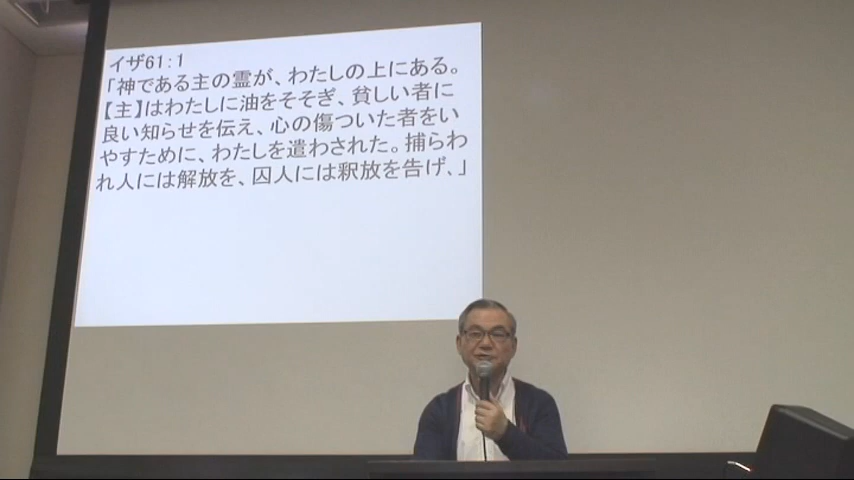 イザ61：1
「神である主の霊が、わたしの上にある。
【主】はわたしに油をそそぎ、貧しい者に
良い知らせを伝え、心の傷ついた者をい
やすために、わたしを遣わされた。捕らわ
れ人には解放を、囚人には釈放を告げ、」